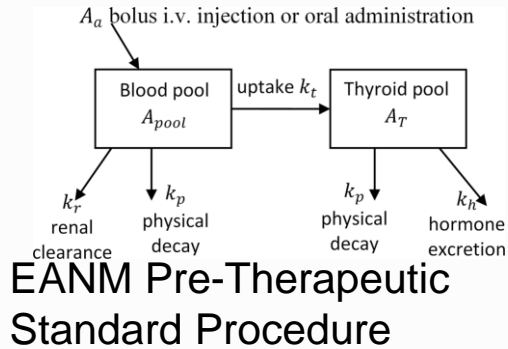 A_a bolus i.v. injection or oral administration
Blood pool
A_pool
uptake k_t
Thyroid pool
A_T
k_r
renal
clearance
k_p
physical
decay
k_p
physical
decay
k_h
hormone
excretion
EANM Pre-Therapeutic
Standard Procedure